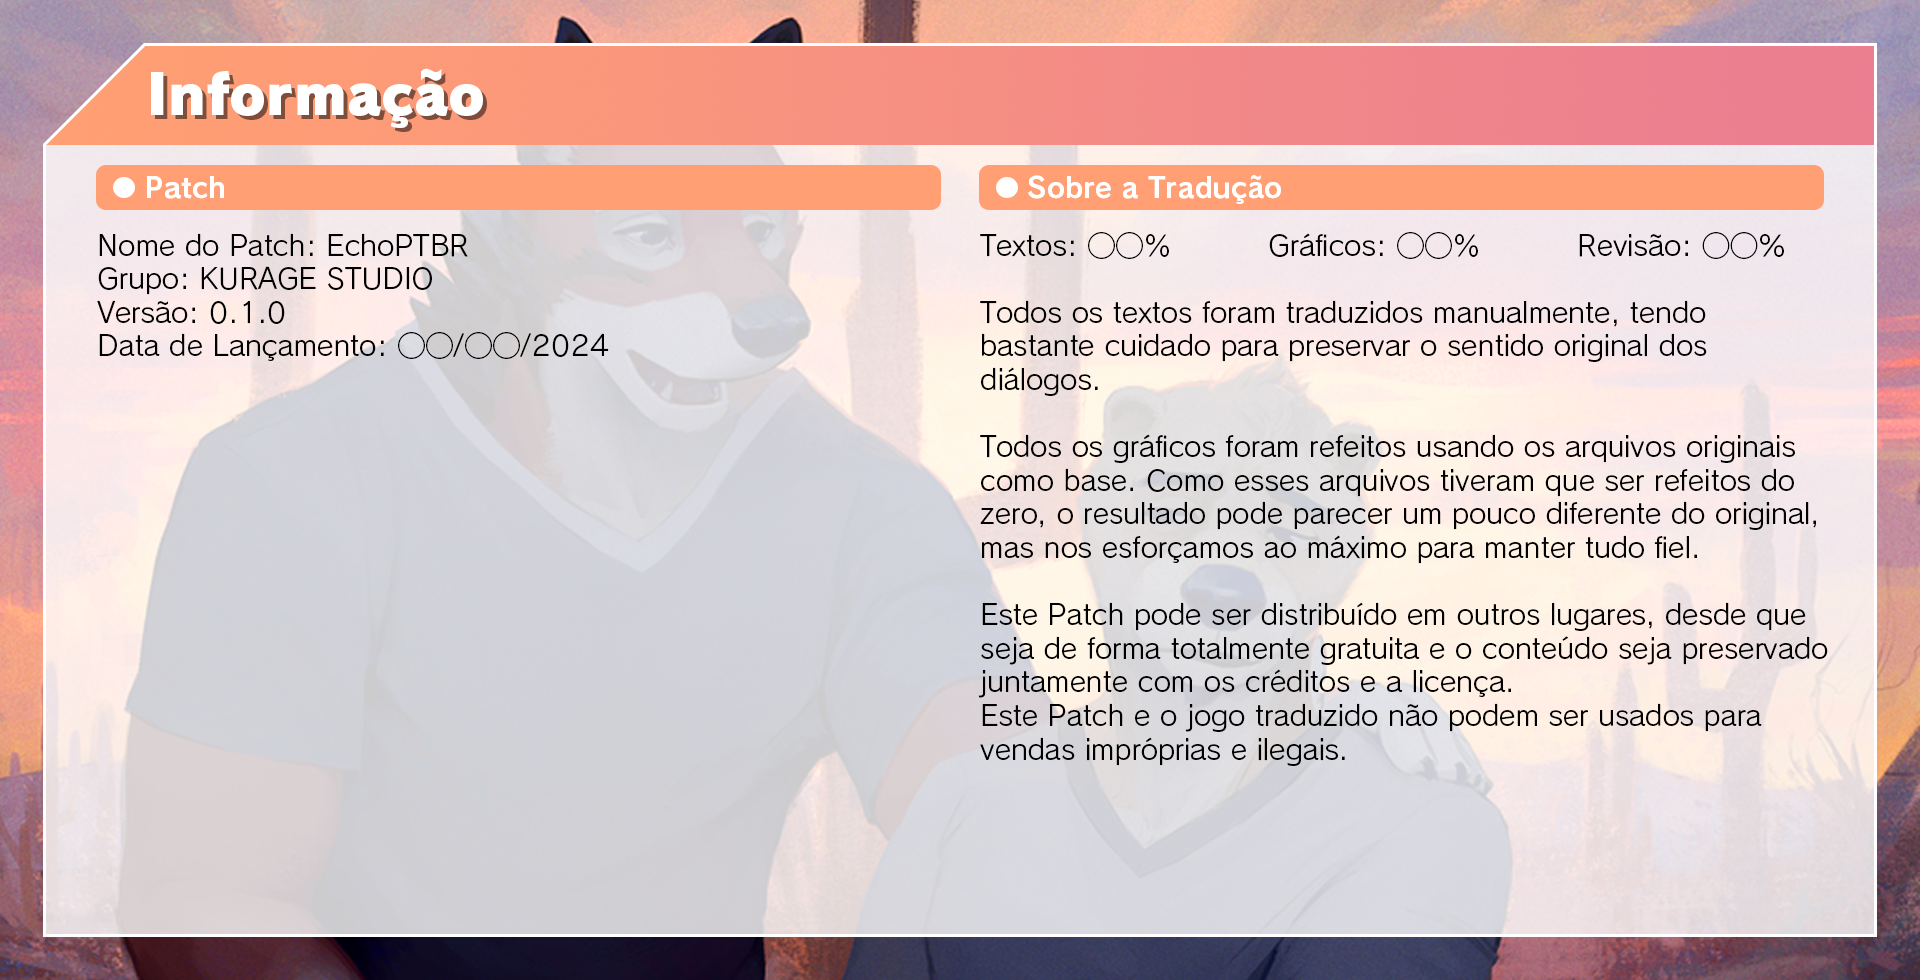 Informação
● Patch
Nome do Patch: EchoPTBR
Grupo: KURAGE STUDIO
Versão: 0.1.0
Data de Lançamento: ○○/○○/2024
● Sobre a Tradução
Textos: ○○% Gráficos: ○○% Revisão: ○○%
Todos os textos foram traduzidos manualmente, tendo
bastante cuidado para preservar o sentido original dos
diálogos.
Todos os gráficos foram refeitos usando os arquivos originais
como base. Como esses arquivos tiveram que ser refeitos do
zero, o resultado pode parecer um pouco diferente do original,
mas nos esforçamos ao máximo para manter tudo fiel.
Este Patch pode ser distribuído em outros lugares, desde que
seja de forma totalmente gratuita e o conteúdo seja preservado
juntamente com os créditos e a licença.
Este Patch e o jogo traduzido não podem ser usados para
vendas impróprias e ilegais.